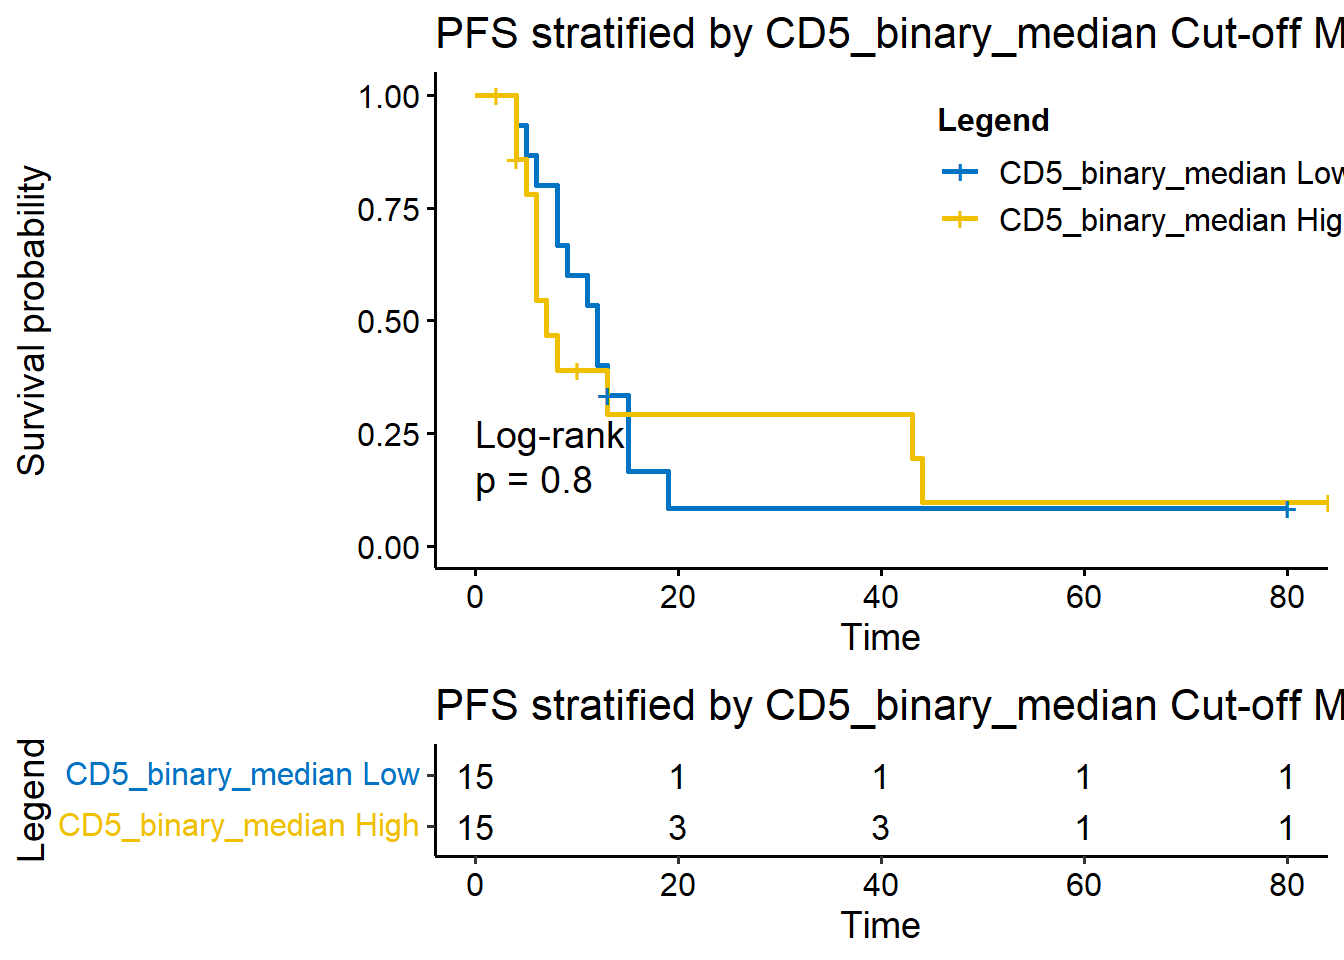 PFS stratified by CD5_binary_median Cut-off M
Survival probability
1.00
0.75
0.50
0.25
0.00
Legend
CD5_binary_median Low
CD5_binary_median Hig
Log-rank
p = 0.8
0 20 40 60 80
Time
PFS stratified by CD5_binary_median Cut-off M
Legend
CD5_binary_median Low 15 1 1 1 1
CD5_binary_median High 15 3 3 1 1
0 20 40 60 80
Time